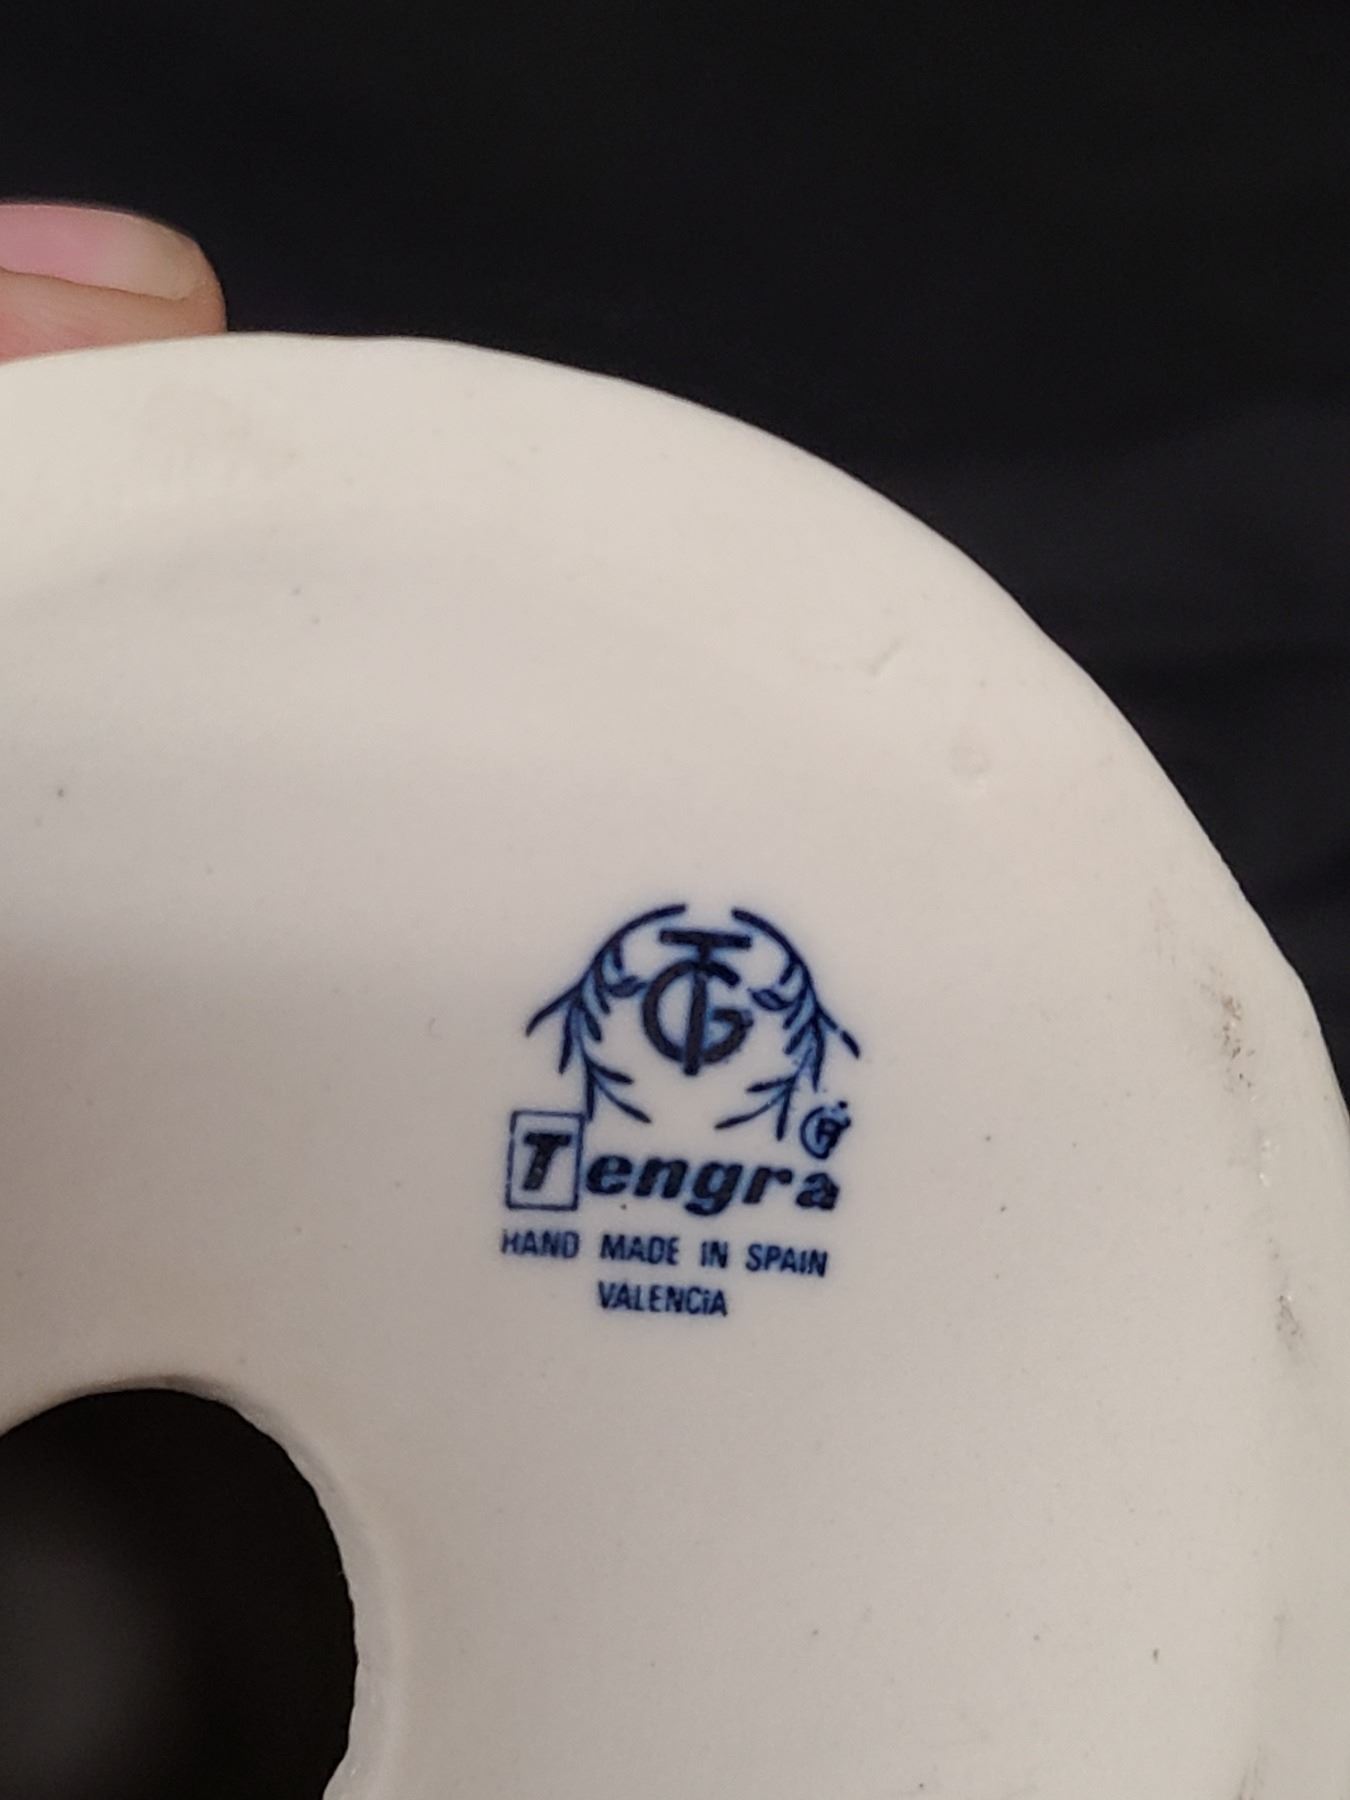 TG
Tengra ®
HAND MADE IN SPAIN
VALENCIA